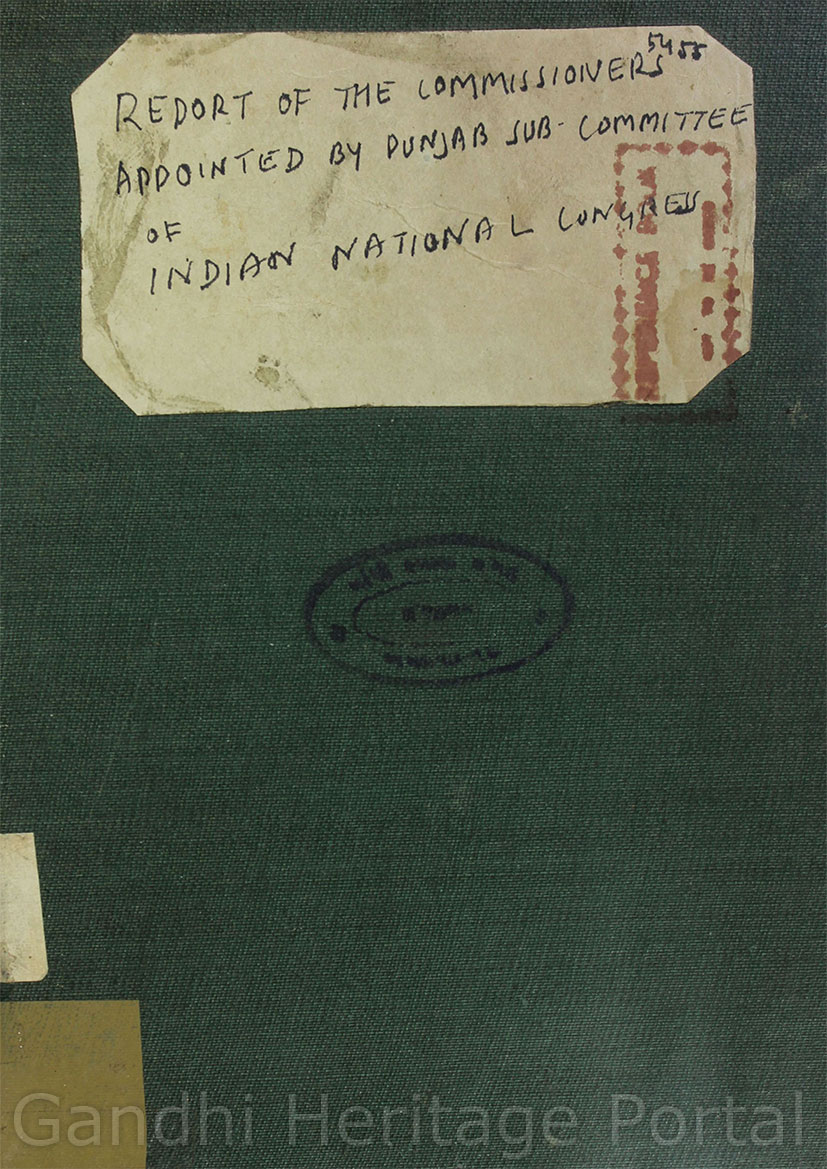 5455
REPORT OF THE COMMISSIONERS
APPOINTED BY PUNJAB SUB-COMMITTEE
OF
INDIAN NATIONAL CONGRESS
Gandhi Heritage Portal